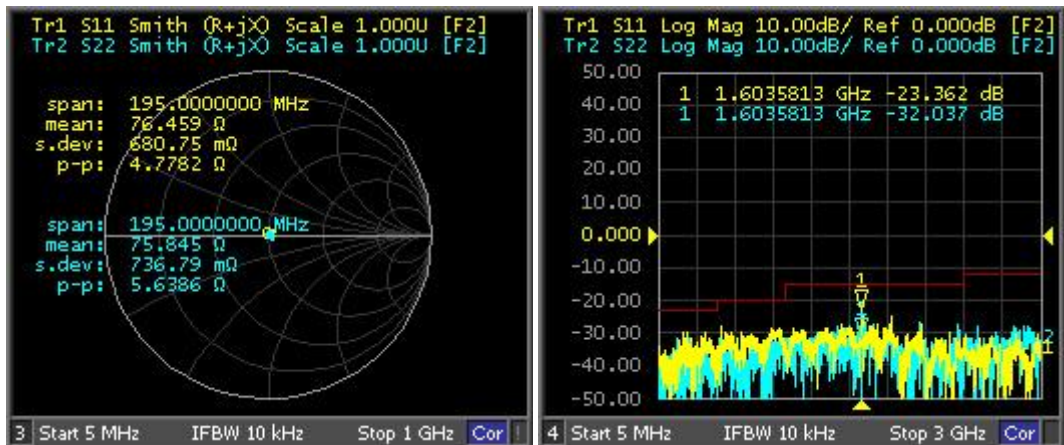 Tr1 S11 Smith (R+jX) Scale 1.000U [F2]
Tr2 S22 Smith (R+jX) Scale 1.000U [F2]
span: 195.0000000 MHz
mean: 76.459 Ω
s.dev: 680.75 mΩ
p-p: 4.7782 Ω
span: 195.0000000 MHz
mean: 75.845 Ω
s.dev: 736.79 mΩ
p-p: 5.6386 Ω
3 Start 5 MHz IFBW 10 kHz Stop 1 GHz Cor !
Tr1 S11 Log Mag 10.00dB/ Ref 0.000dB [F2]
Tr2 S22 Log Mag 10.00dB/ Ref 0.000dB [F2]
50.00
40.00
30.00
20.00
10.00
0.000
-10.00
-20.00
-30.00
-40.00
-50.00
1 1.6035813 GHz -23.362 dB
1 1.6035813 GHz -32.037 dB
1
2
1
4 Start 5 MHz IFBW 10 kHz Stop 3 GHz Cor !